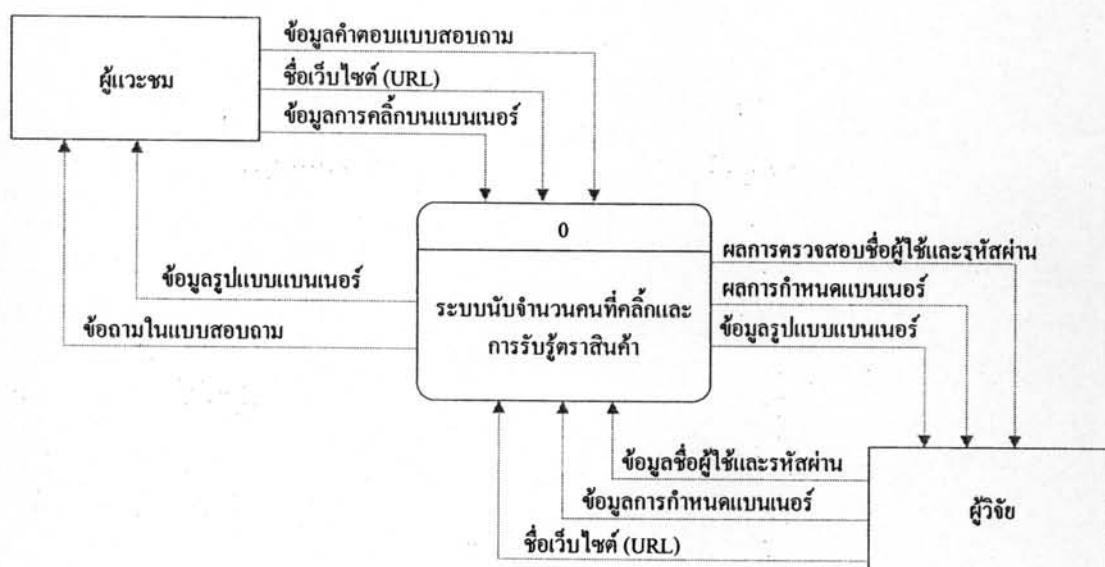 ข้อมูลคำตอบแบบสอบถาม
ผู้แวะชม
ชื่อเว็บไซต์ (URL)
ข้อมูลการคลิ้กบนแบนเนอร์
0
ผลการตรวจสอบชื่อผู้ใช้และรหัสผ่าน
ข้อมูลรูปแบบแบนเนอร์
ผลการกำหนดแบนเนอร์
ระบบนับจำนวนคนที่คลิ้กและ
การรับรู้ตราสินค้า
ข้อถามในแบบสอบถาม
ข้อมูลรูปแบบแบนเนอร์
ข้อมูลชื่อผู้ใช้และรหัสผ่าน
ข้อมูลการกำหนดแบนเนอร์
ผู้วิจัย
ชื่อเว็บไซต์ (URL)